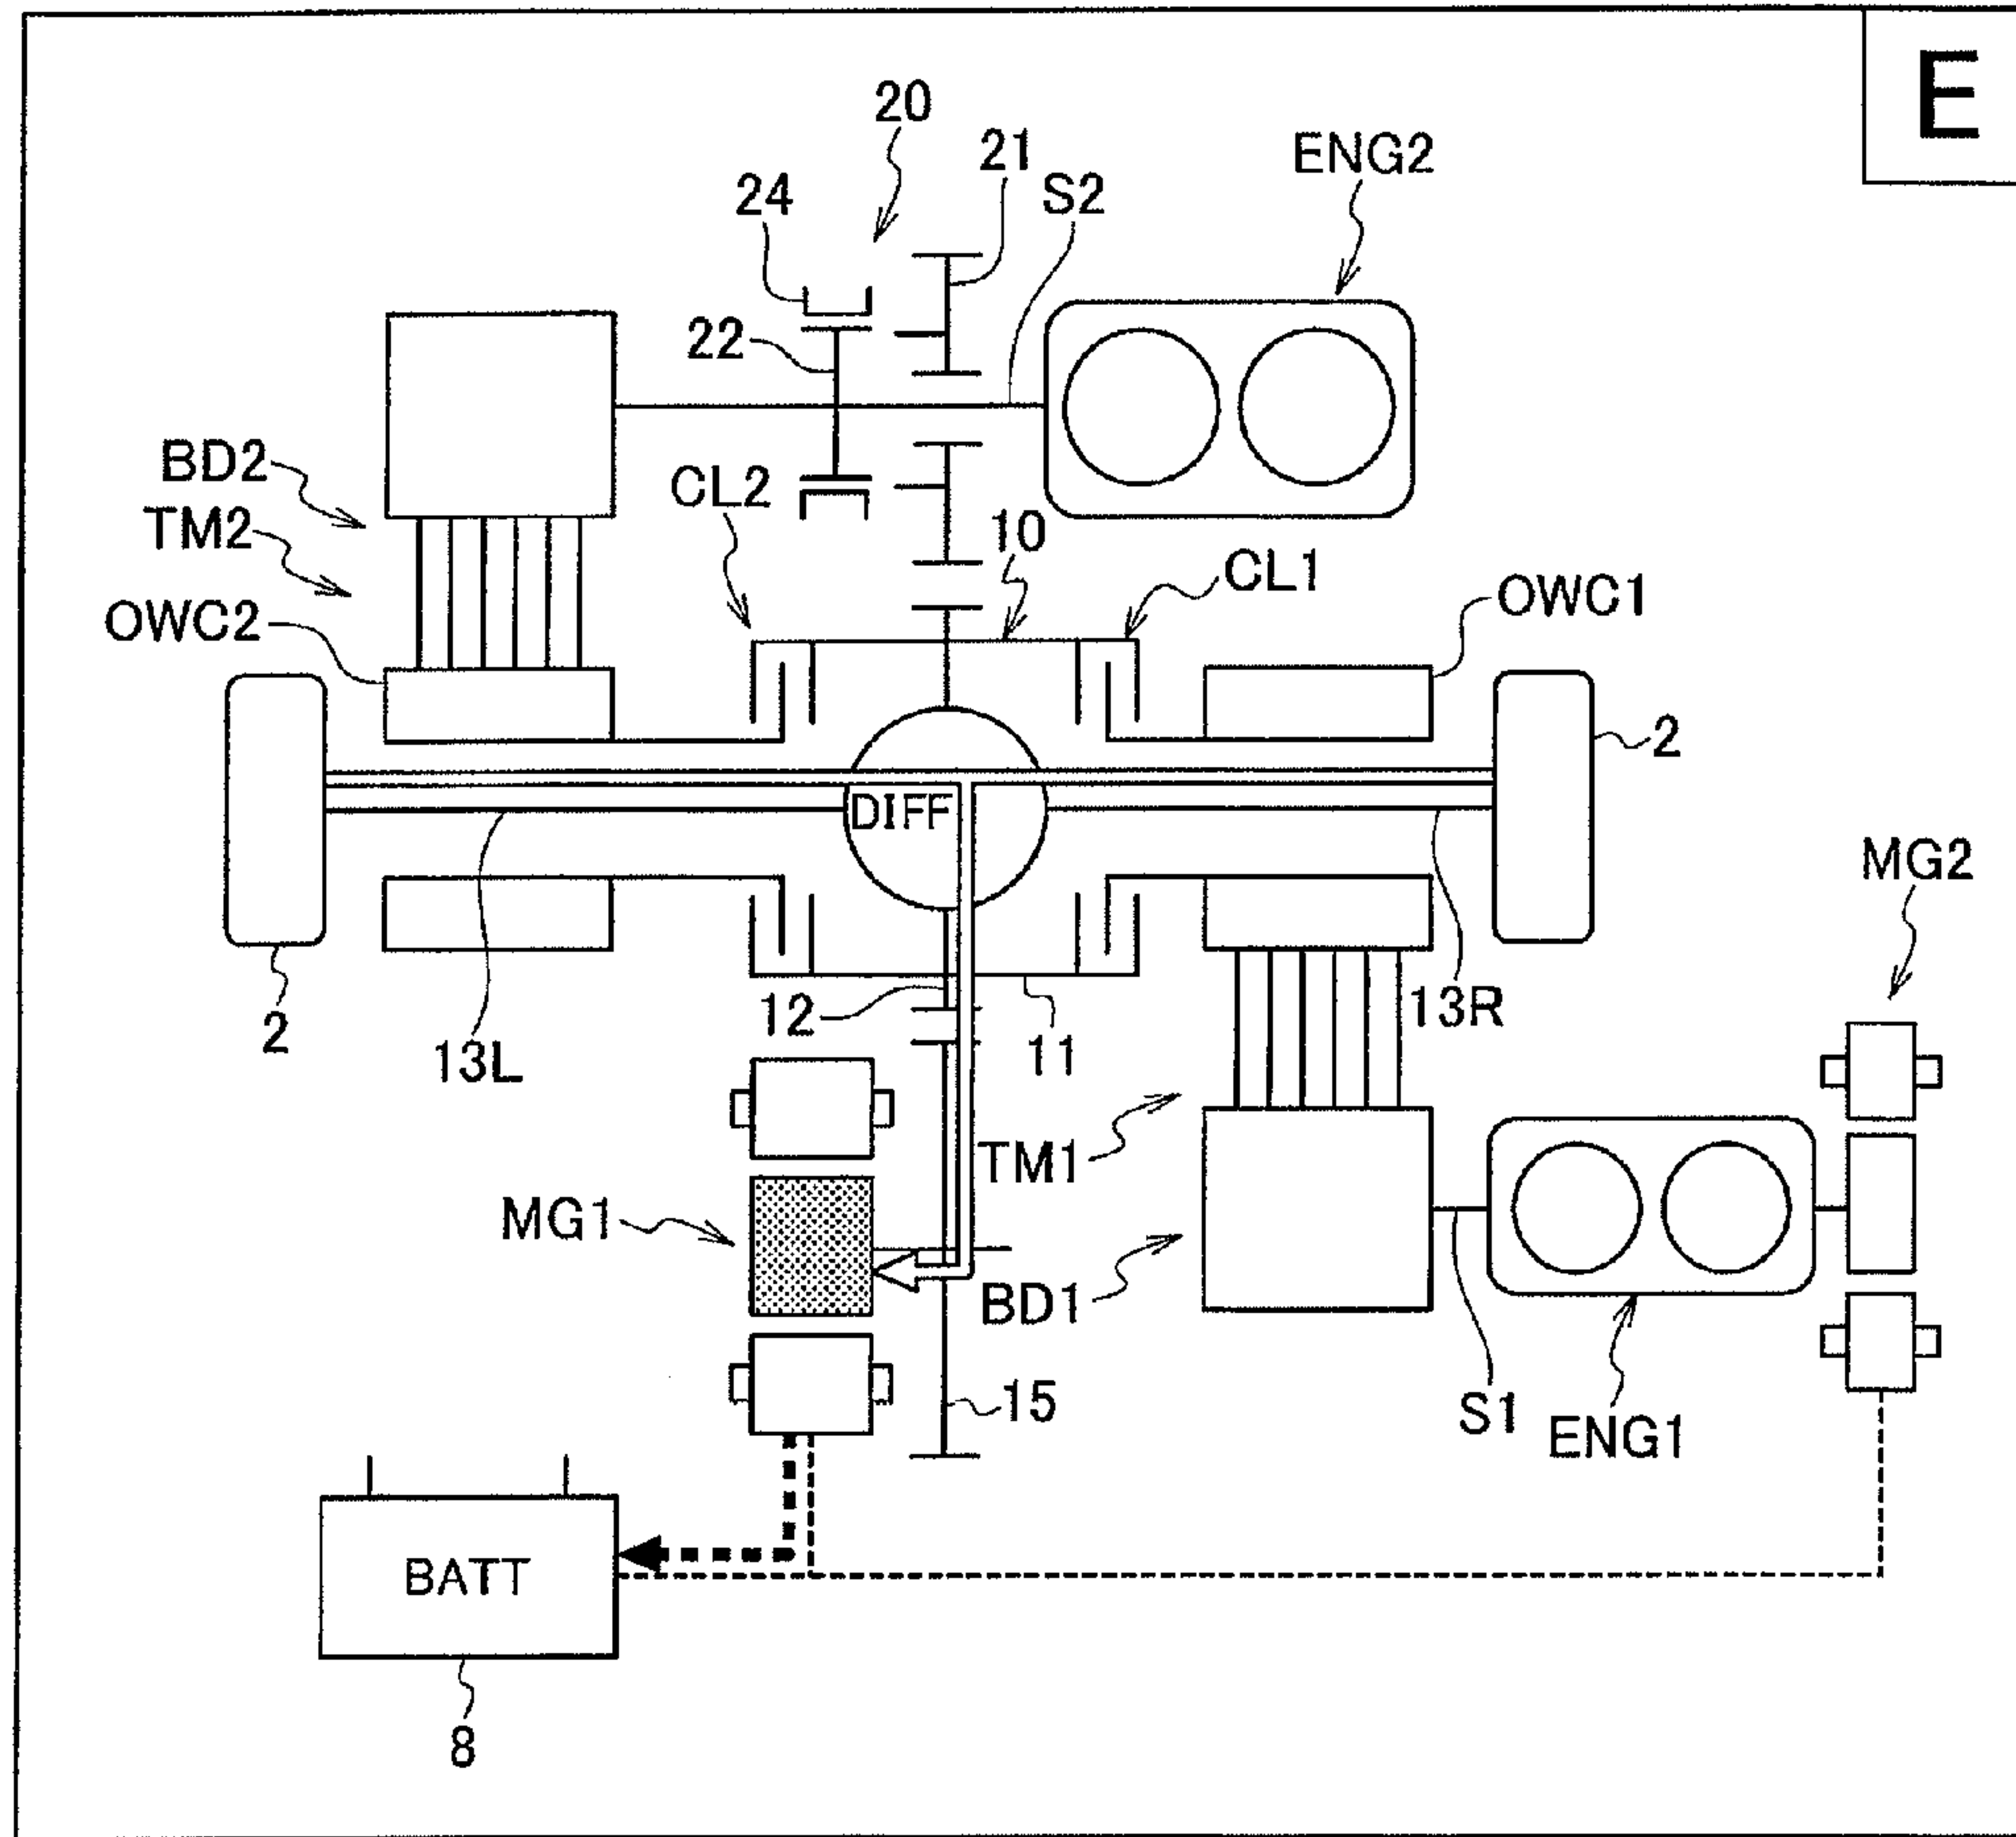 E
20
21
ENG2
24
S2
22
BD2
CL2
TM2
10
CL1
OWC1
OWC2
2
DIFF
MG2
12
13R
2
13L
11
TM1
MG1
BD1
15
S1
ENG1
BATT
8